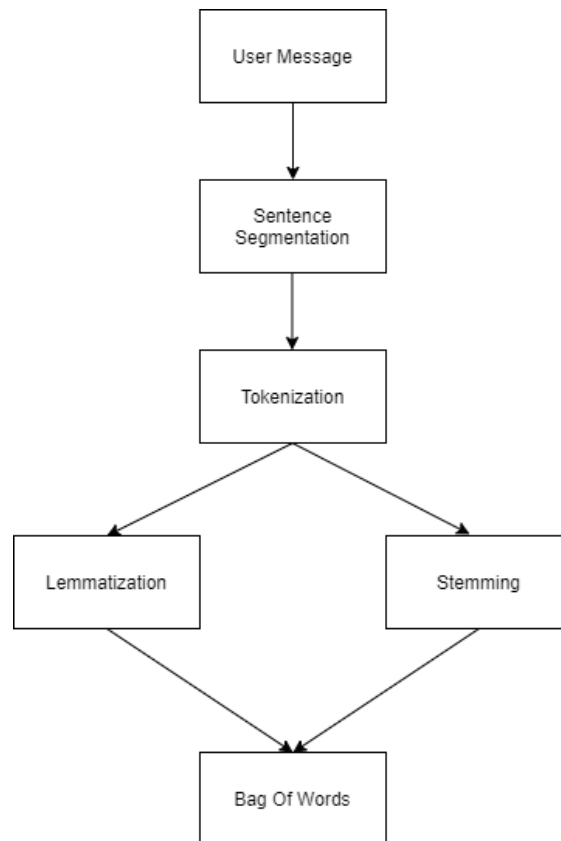 User Message
Sentence
Segmentation
Tokenization
Lemmatization
Stemming
Bag Of Words